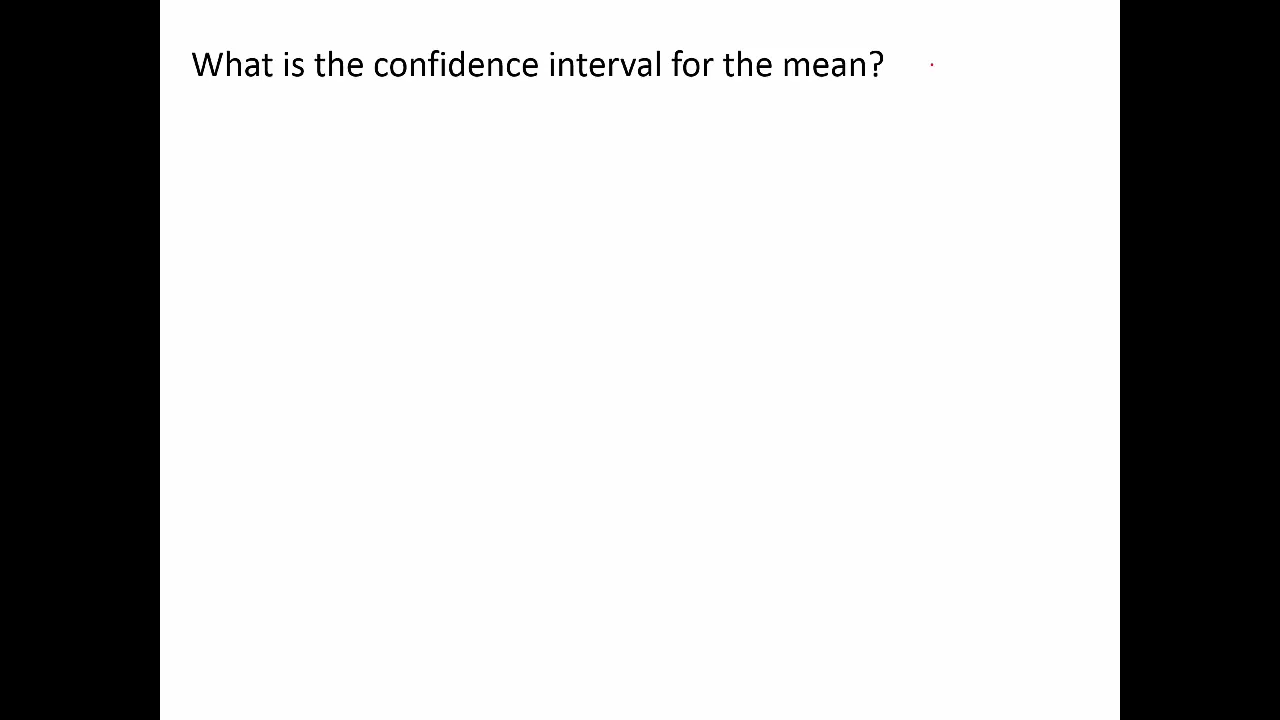 What is the confidence interval for the mean?